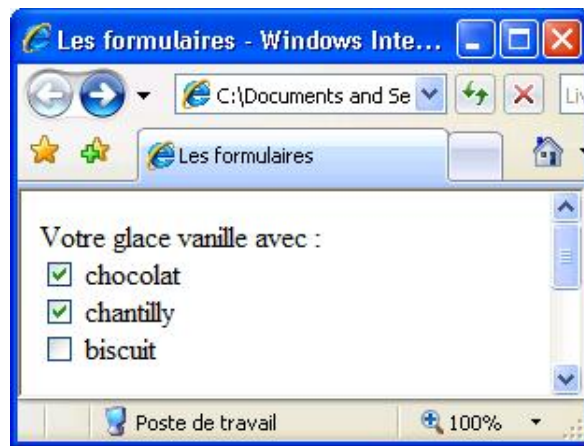 Les formulaires - Windows Inte...
C:\Documents and Se
Liv
Les formulaires
Votre glace vanille avec :
chocolat
chantilly
biscuit
Poste de travail 100%